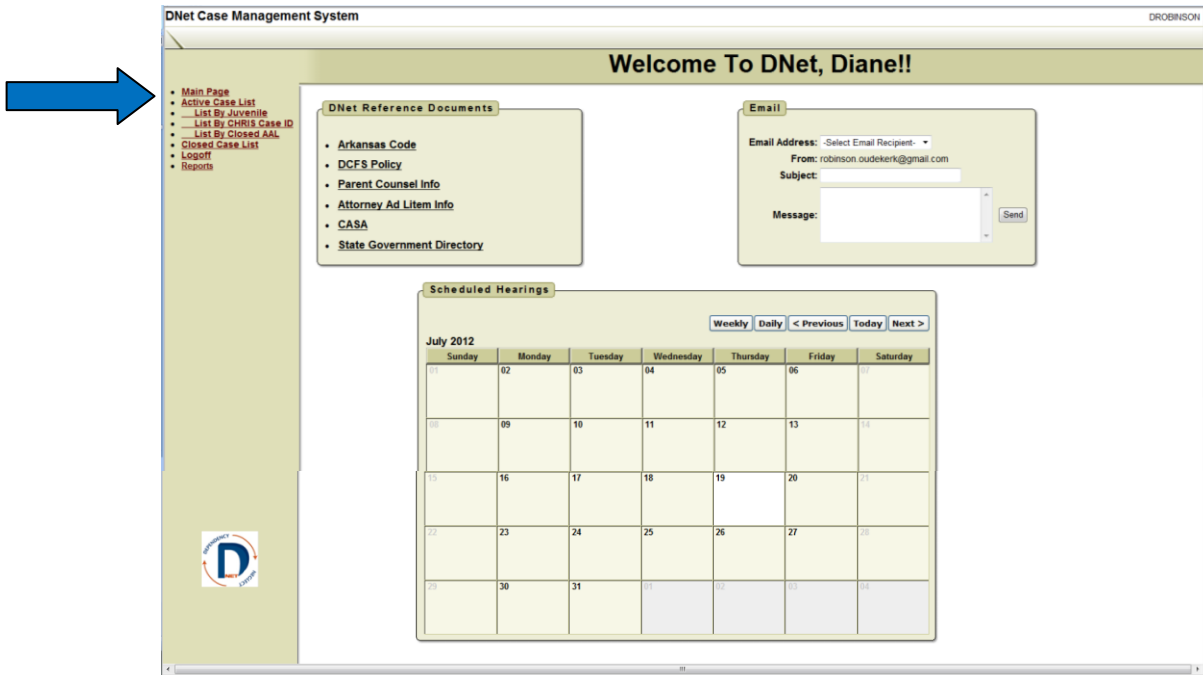 DNet Case Management System
DROBINSON
Welcome To DNet, Diane!!
Main Page
Active Case List
List By Juvenile
List By CHRIS Case ID
List By Closed AAL
Closed Case List
Logoff
Reports
DNet Reference Documents
Arkansas Code
DCFS Policy
Parent Counsel Info
Attorney Ad Litem Info
CASA
State Government Directory
Email
Email Address: -Select Email Recipient-
From: robinson.oudekerk@gmail.com
Subject:
Message:
Send
Scheduled Hearings
Weekly Daily < Previous Today Next >
July 2012
Sunday Monday Tuesday Wednesday Thursday Friday Saturday
01 02 03 04 05 06 07
08 09 10 11 12 13 14
15 16 17 18 19 20 21
22 23 24 25 26 27 28
29 30 31 01 02 03 04
DEPENDENCY
D
NET
NEGLECT